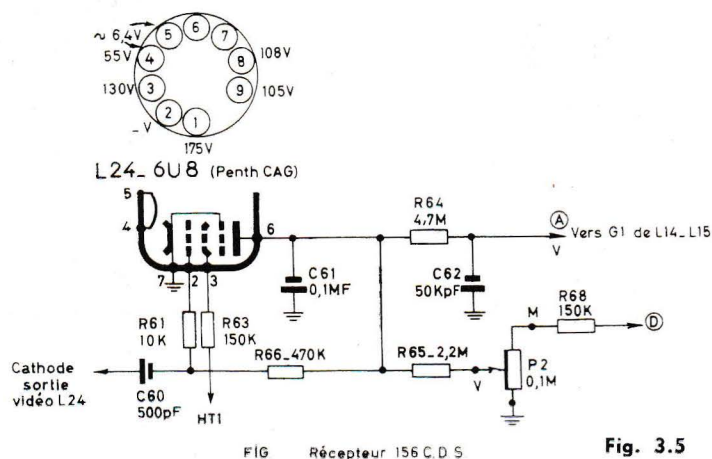 ∼ 6,4V
55V
130V
_ V
175V
105V
108V
5
6
7
4
8
3
9
2
1
L24_ 6U8 (Penth CAG)
5
4
6
7
2
3
R64
4,7M
A
Vers G1 de L14_L15
V
C61
0,1MF
C62
50KpF
R68
150K
M
D
R61
10K
R63
150K
R66_470K
R65_2,2M
V
P2
0,1M
Cathode
sortie
vidéo L24
C60
500pF
HT1
FIG Récepteur 156 C.D.S
Fig. 3.5